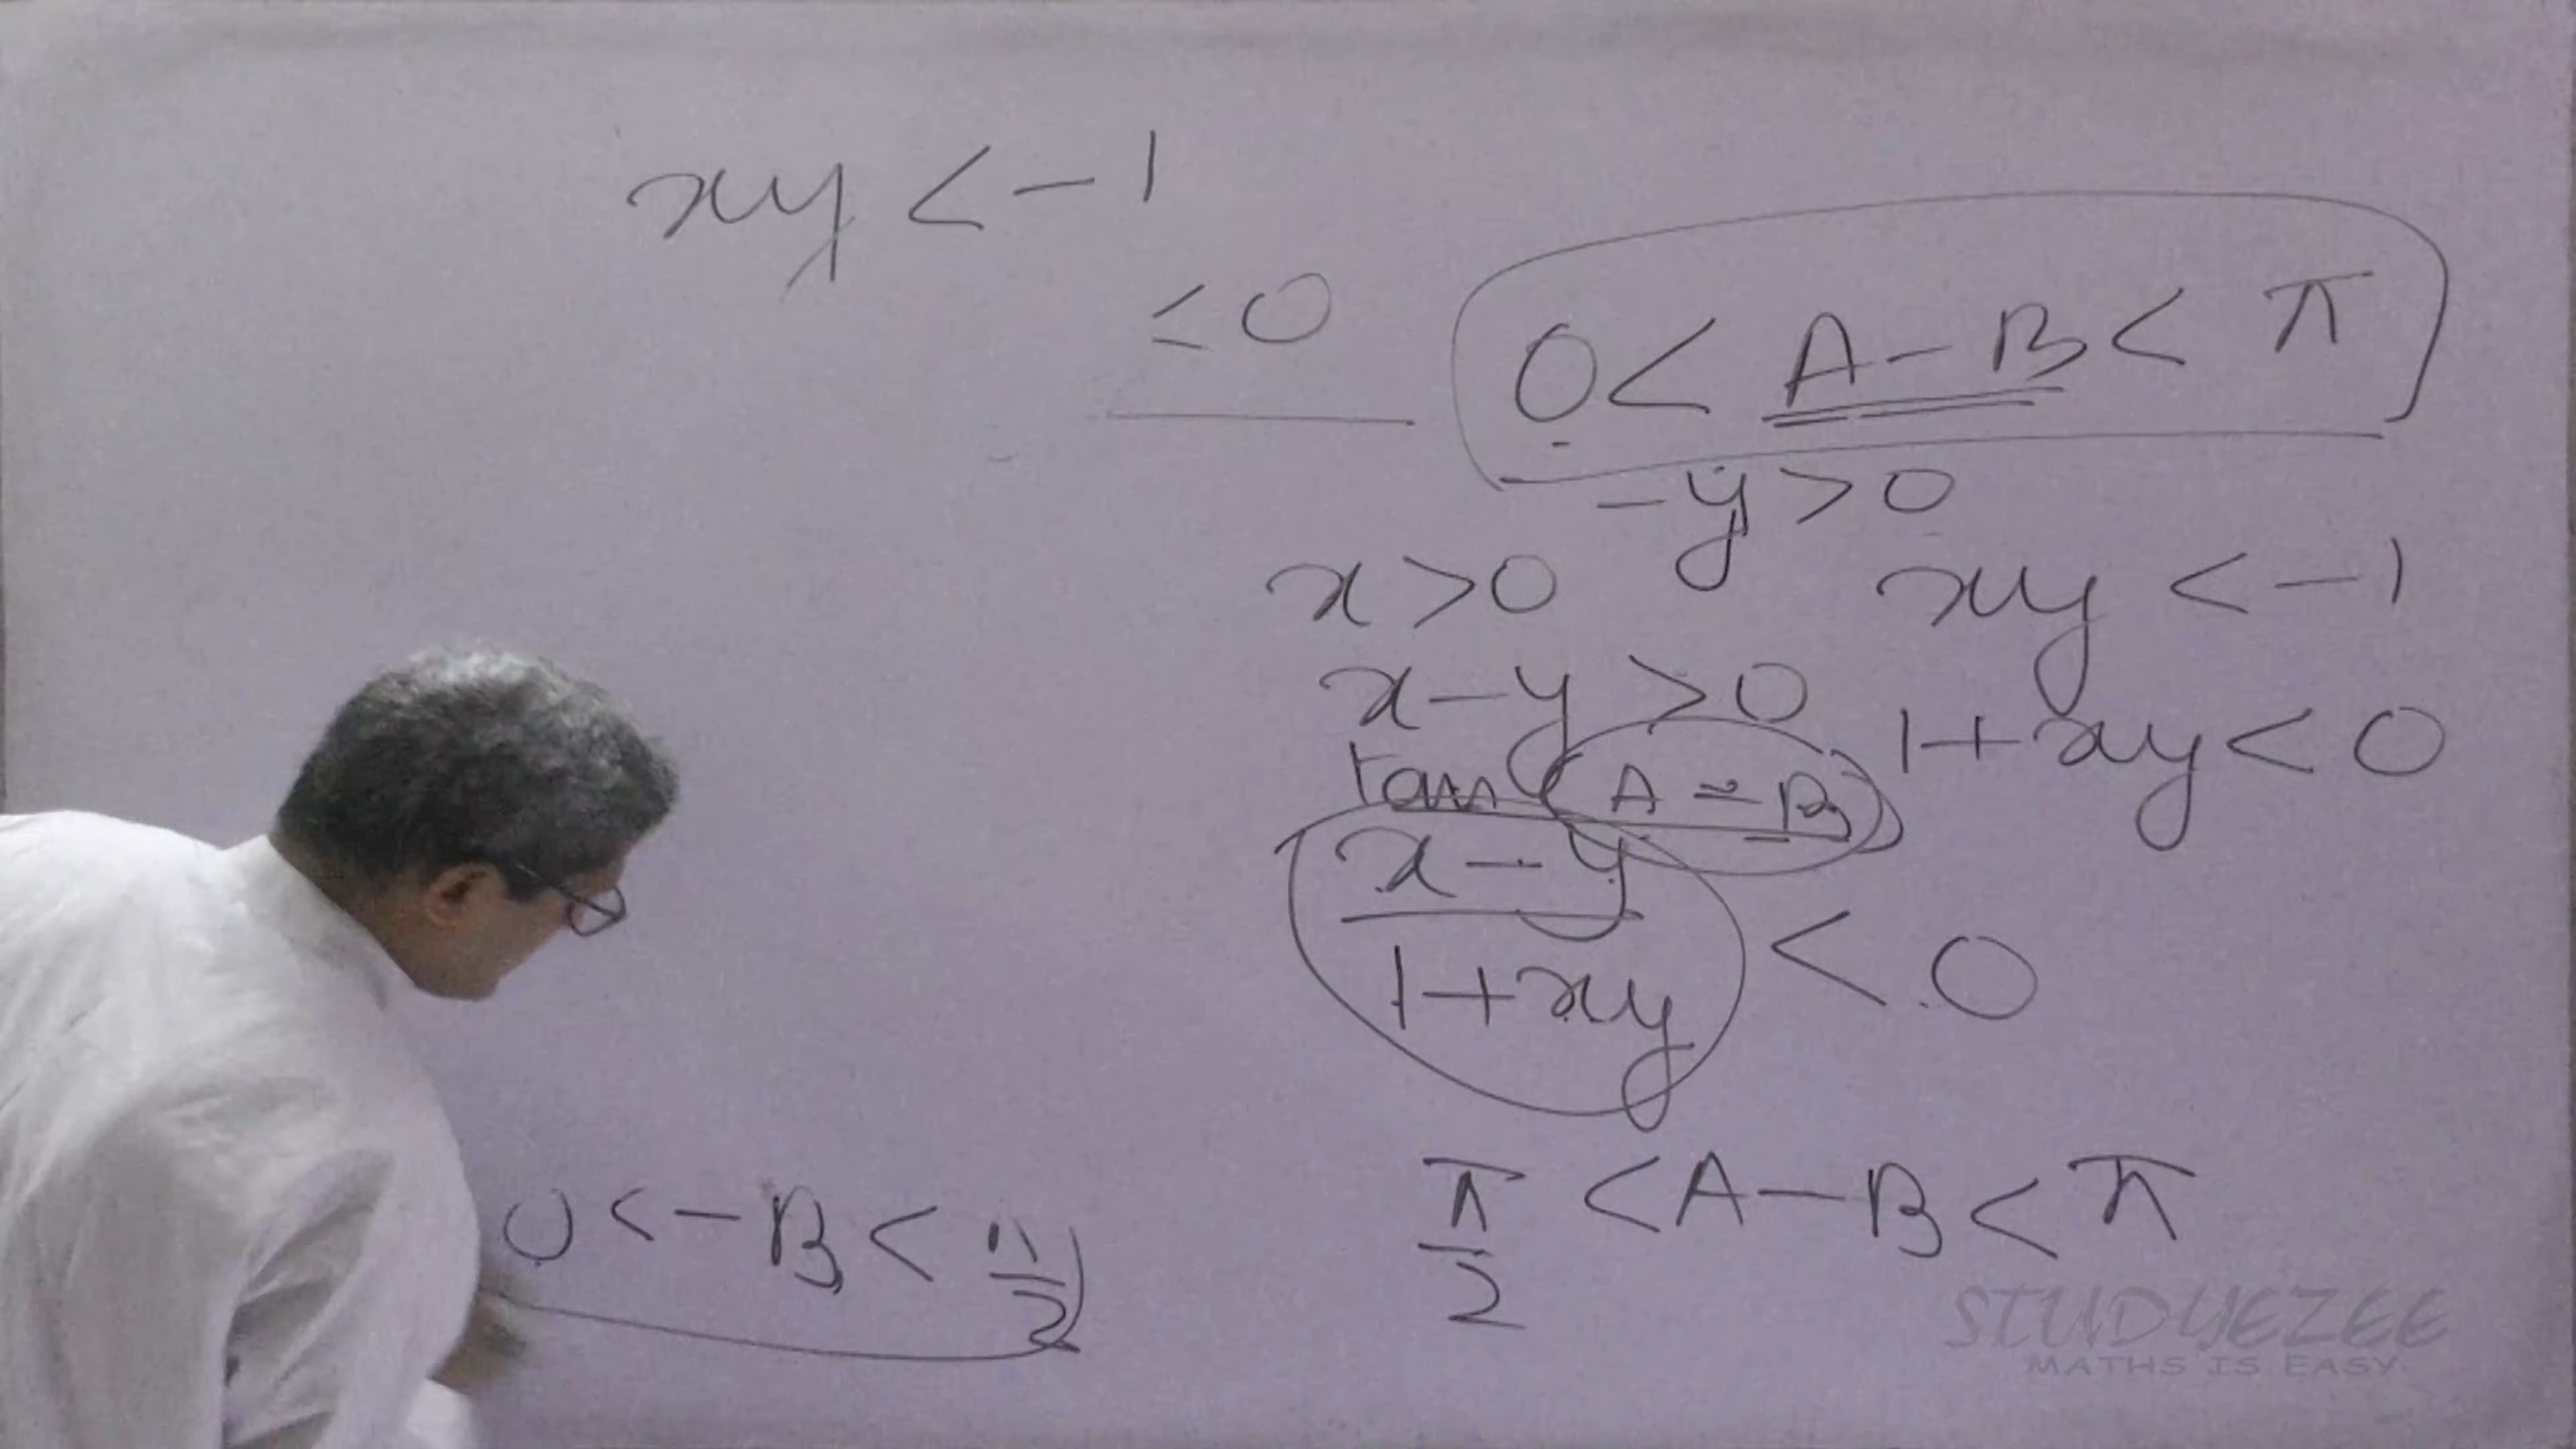 xy < -1
≤ 0
0 < A - B < π
-y > 0
x > 0
xy < -1
x - y > 0
1 + xy < 0
tan (A - B)
x - y
1 + xy
< 0
0 < -B < π/2
π/2 < A - B < π
STUDYEZEE
MATHS IS EASY